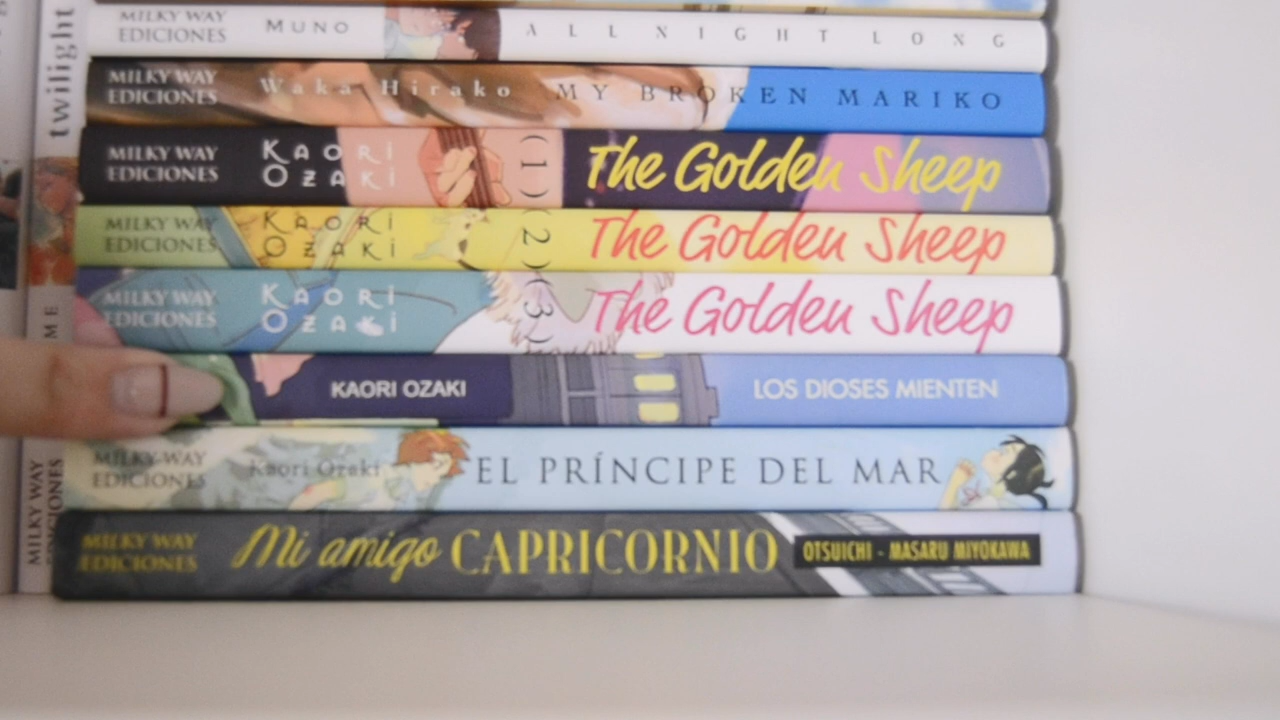 twilight
MILKY WAY
EDICIONES
MUNO
ALL NIGHT LONG
MILKY WAY
EDICIONES
Waka Hirako
MY BROKEN MARIKO
MILKY WAY
EDICIONES
KAORI
OZAKI
(1)
The Golden Sheep
MILKY WAY
EDICIONES
KAORI
OZAKI
(2)
The Golden Sheep
MILKY WAY
EDICIONES
KAORI
OZAKI
(3)
The Golden Sheep
KAORI OZAKI
LOS DIOSES MIENTEN
MILKY WAY
EDICIONES
Kaori Ozaki
EL PRÍNCIPE DEL MAR
MILKY WAY
EDICIONES
Mi amigo CAPRICORNIO
OTSUICHI - MASARU MIYOKAWA
ME
MILKY WAY
EDICIONES